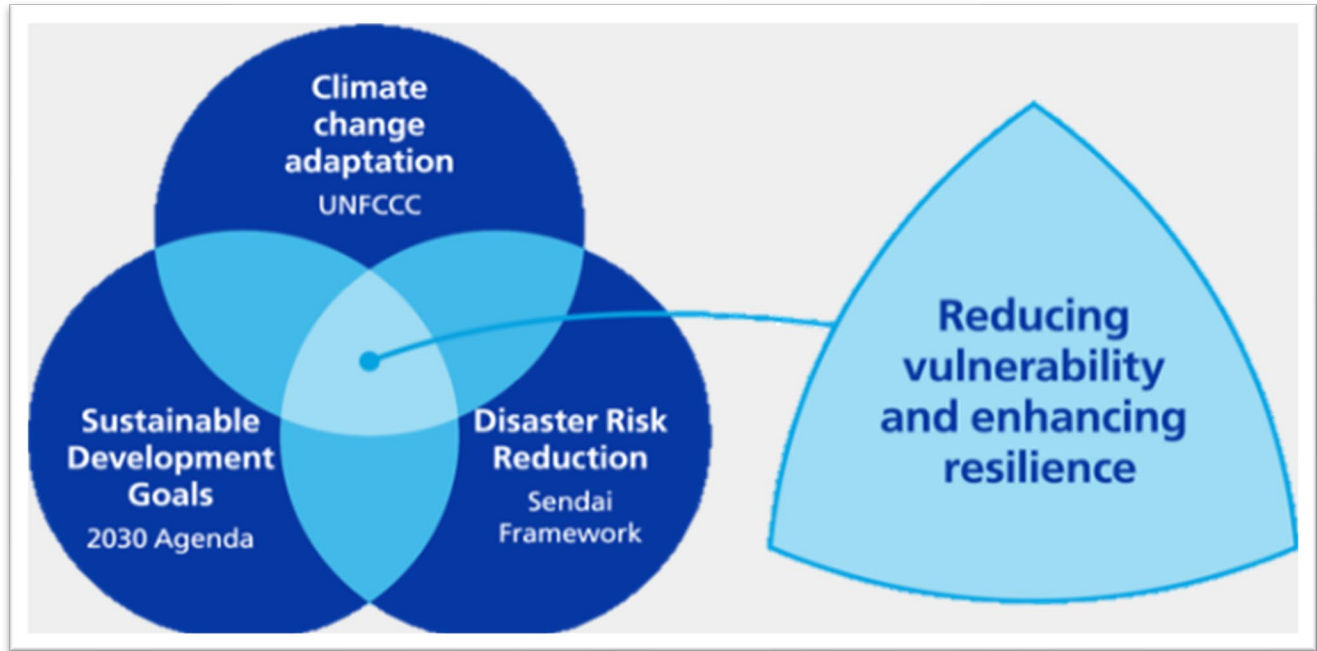 Climate
change
adaptation
UNFCCC
Sustainable
Development
Goals
2030 Agenda
Disaster Risk
Reduction
Sendai
Framework
Reducing
vulnerability
and enhancing
resilience